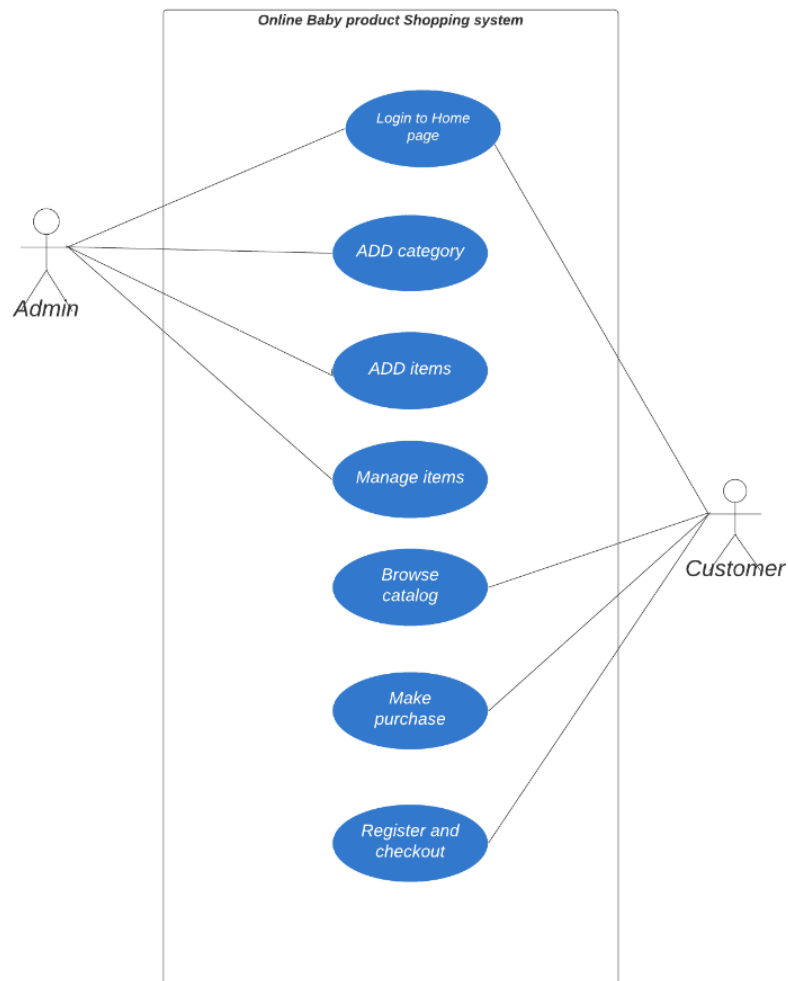 Online Baby product Shopping system
Login to Home
page
ADD category
Admin
ADD items
Manage items
Browse
catalog
Customer
Make
purchase
Register and
checkout